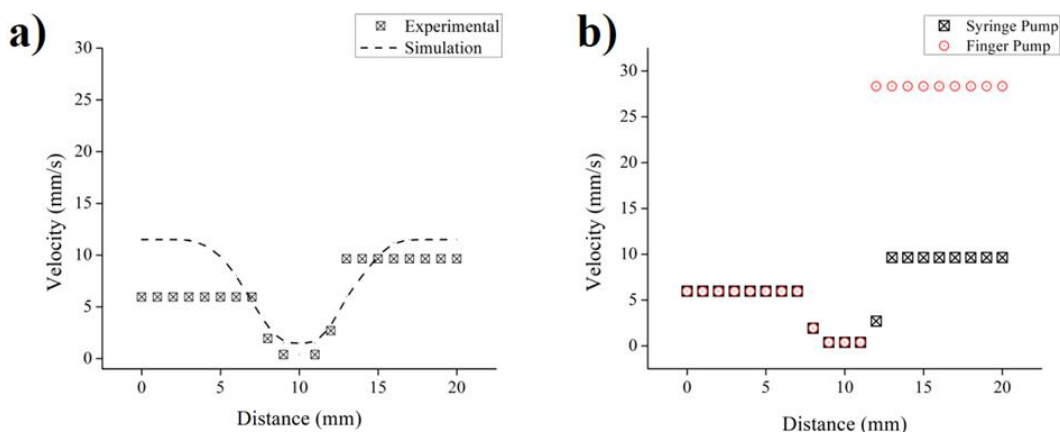 a)
Experimental
Simulation
30
25
20
15
10
5
0
Velocity (mm/s)
0 5 10 15 20
Distance (mm)
b)
Syringe Pump
Finger Pump
30
25
20
15
10
5
0
Velocity (mm/s)
0 5 10 15 20
Distance (mm)